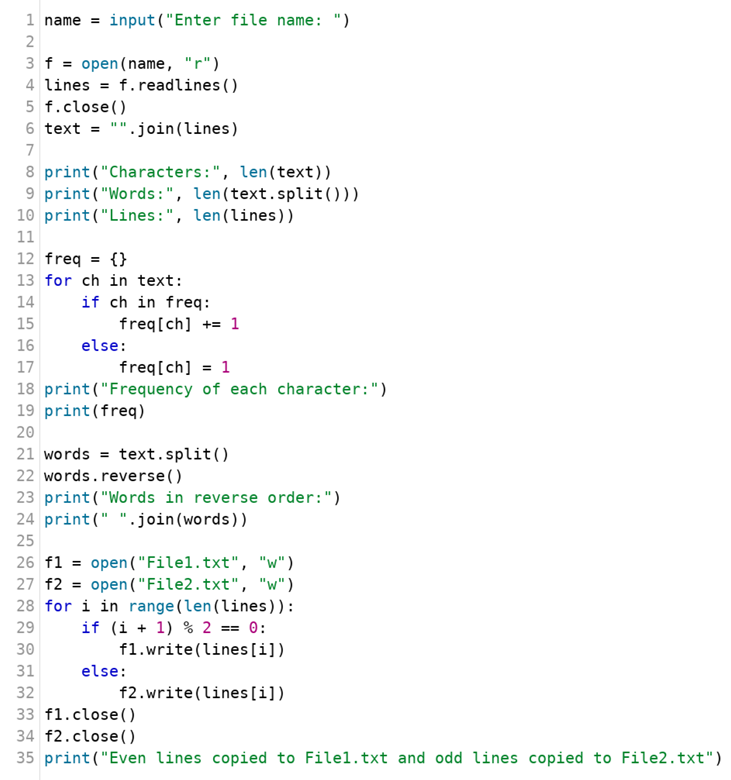 1 name = input("Enter file name: ")
2
3 f = open(name, "r")
4 lines = f.readlines()
5 f.close()
6 text = "".join(lines)
7
8 print("Characters:", len(text))
9 print("Words:", len(text.split()))
10 print("Lines:", len(lines))
11
12 freq = {}
13 for ch in text:
14     if ch in freq:
15         freq[ch] += 1
16     else:
17         freq[ch] = 1
18 print("Frequency of each character:")
19 print(freq)
20
21 words = text.split()
22 words.reverse()
23 print("Words in reverse order:")
24 print(" ".join(words))
25
26 f1 = open("File1.txt", "w")
27 f2 = open("File2.txt", "w")
28 for i in range(len(lines)):
29     if (i + 1) % 2 == 0:
30         f1.write(lines[i])
31     else:
32         f2.write(lines[i])
33 f1.close()
34 f2.close()
35 print("Even lines copied to File1.txt and odd lines copied to File2.txt")